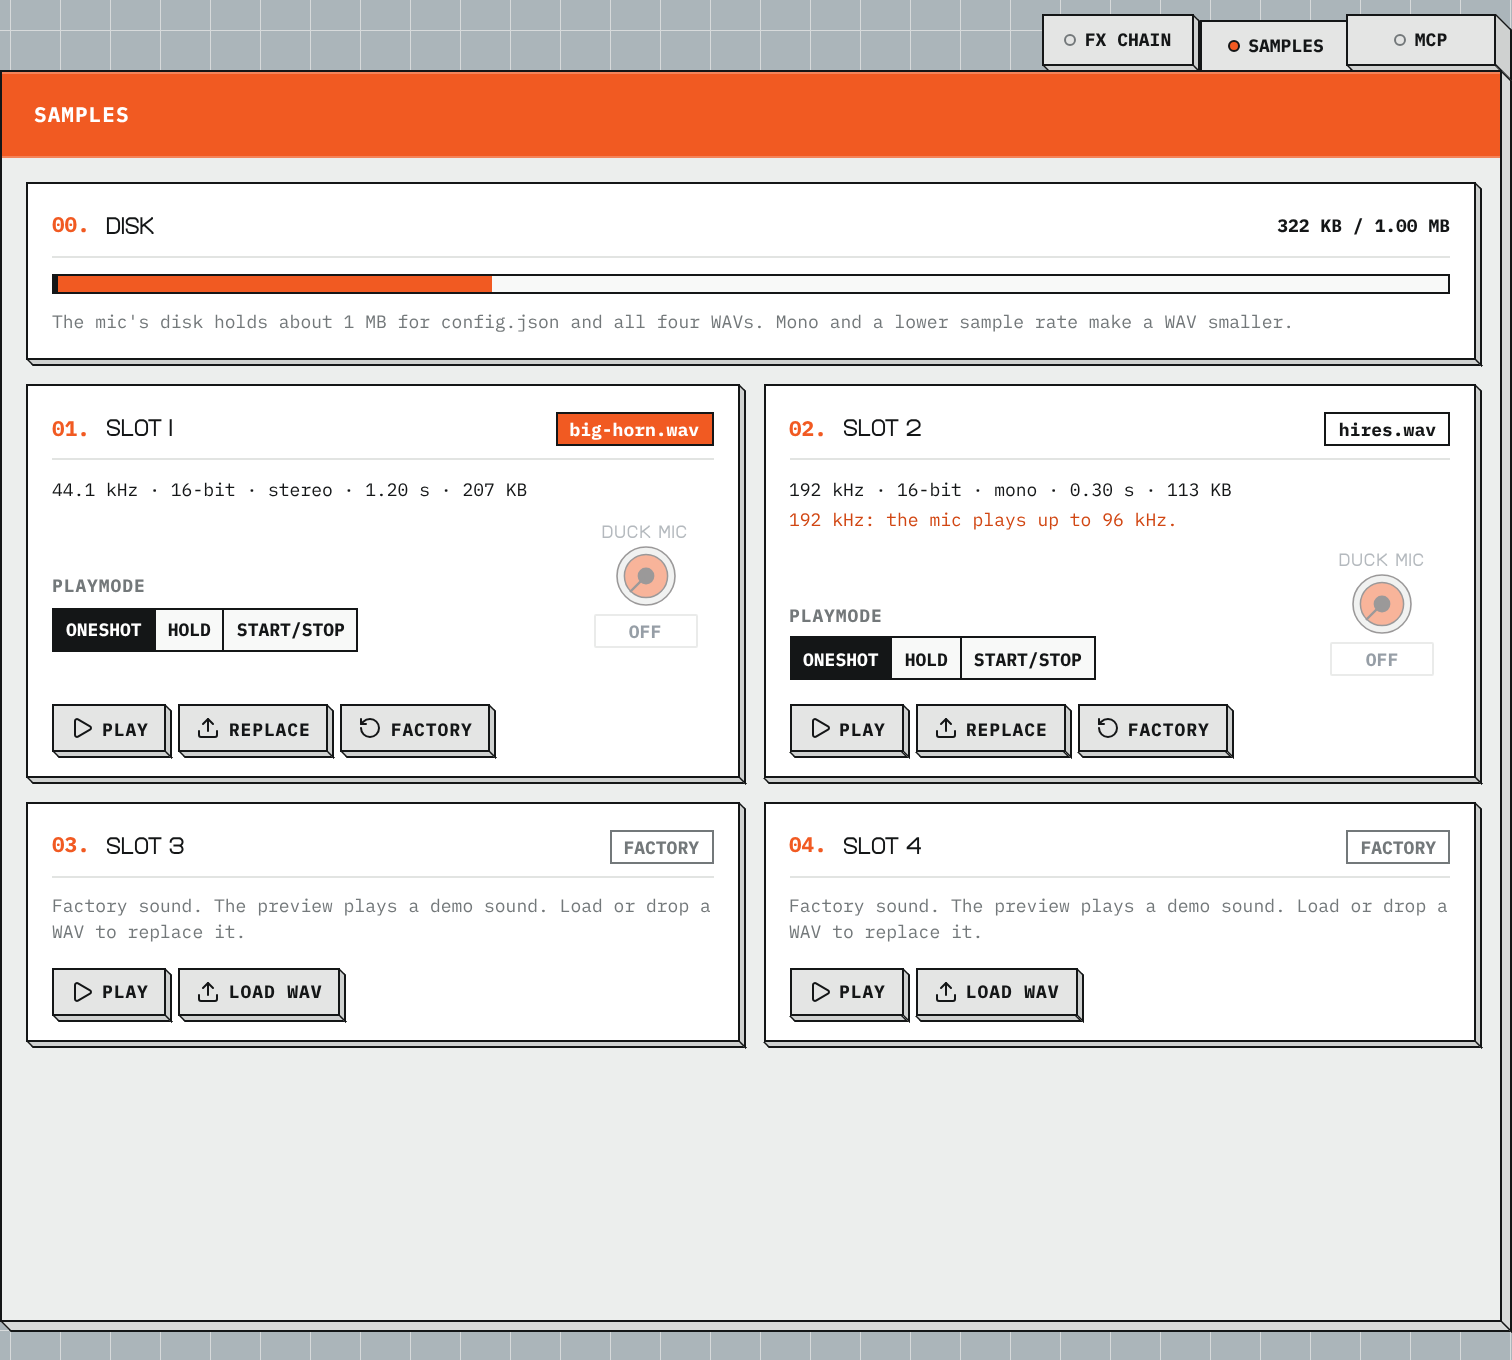 FX CHAIN
SAMPLES
MCP
SAMPLES
00. DISK
322 KB / 1.00 MB
The mic's disk holds about 1 MB for config.json and all four WAVs. Mono and a lower sample rate make a WAV smaller.
01. SLOT 1
big-horn.wav
44.1 kHz · 16-bit · stereo · 1.20 s · 207 KB
DUCK MIC
PLAYMODE
ONESHOT
HOLD
START/STOP
OFF
PLAY
REPLACE
FACTORY
02. SLOT 2
hires.wav
192 kHz · 16-bit · mono · 0.30 s · 113 KB
192 kHz: the mic plays up to 96 kHz.
DUCK MIC
PLAYMODE
ONESHOT
HOLD
START/STOP
OFF
PLAY
REPLACE
FACTORY
03. SLOT 3
FACTORY
Factory sound. The preview plays a demo sound. Load or drop a
WAV to replace it.
PLAY
LOAD WAV
04. SLOT 4
FACTORY
Factory sound. The preview plays a demo sound. Load or drop a
WAV to replace it.
PLAY
LOAD WAV